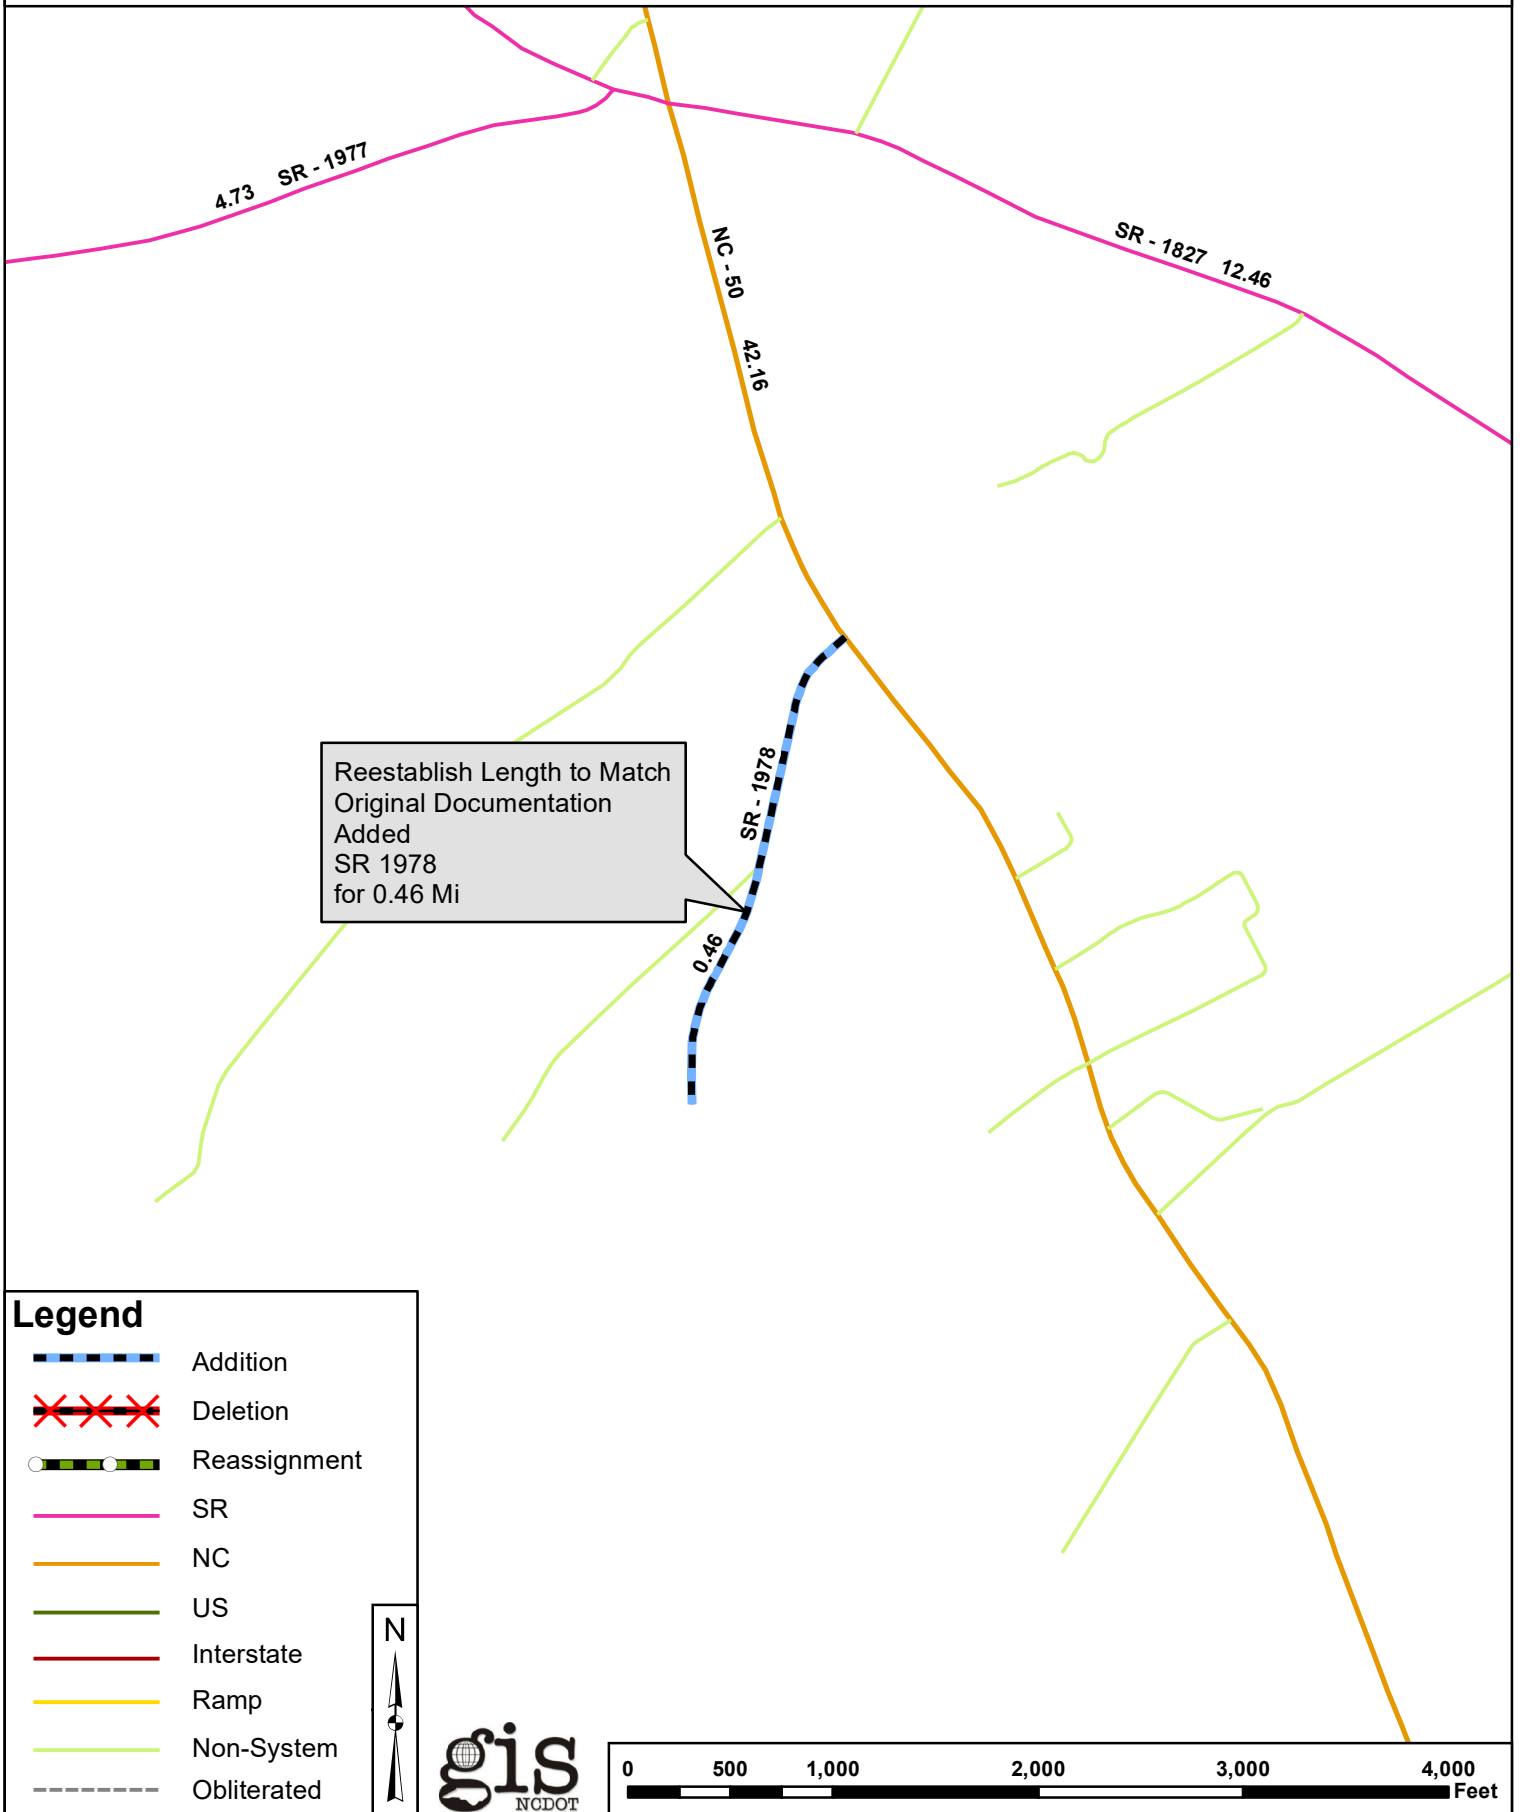 4.73 SR - 1977
NC - 50 42.16
SR - 1827 12.46
Reestablish Length to Match
Original Documentation
Added
SR 1978
for 0.46 Mi
SR - 1978
0.46
Legend
Addition
Deletion
Reassignment
SR
NC
US
Interstate
Ramp
Non-System
Obliterated
N
gis
NCDOT
0 500 1,000 2,000 3,000 4,000
Feet